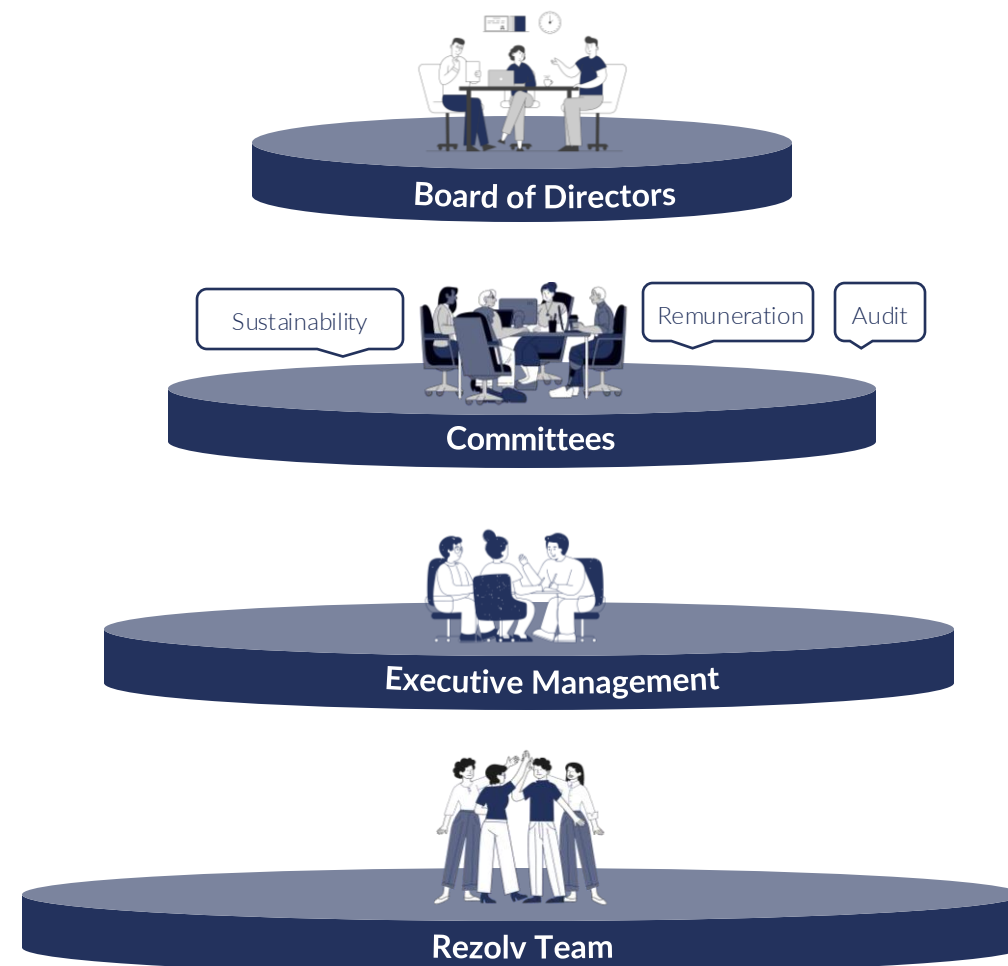 Board of Directors
Sustainability
Remuneration
Audit
Committees
Executive Management
Rezolv Team